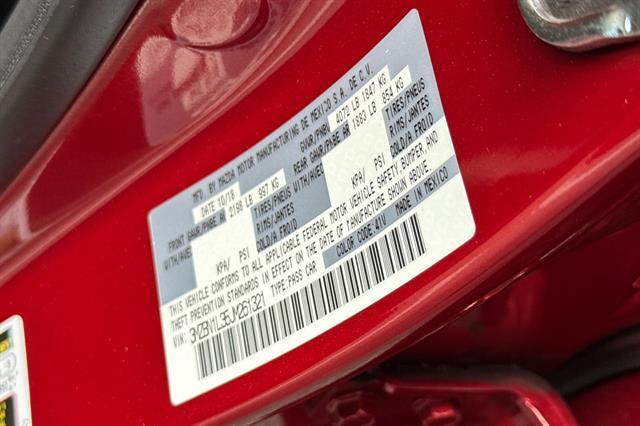 MFD. BY MAZDA MOTOR MANUFACTURING DE MEXICO S.A. DE C.V.
DATE 10/18 GVWR/PNBV 4072 LB 1847 KG
FRONT GAWR/PNBE AV 2198 LB 997 KG REAR GAWR/PNBE AR 1883 LB 854 KG
WITH/AVEC TIRES/PNEUS WITH/AVEC TIRES/PNEUS
RIMS/JANTES RIMS/JANTES
KPA/ PSI COLD/A FROID KPA/ PSI COLD/A FROID
THIS VEHICLE CONFORMS TO ALL APPLICABLE FEDERAL MOTOR VEHICLE SAFETY, BUMPER, AND
THEFT PREVENTION STANDARDS IN EFFECT ON THE DATE OF MANUFACTURE SHOWN ABOVE.
VIN: 3MZBN1L35JM261321 TYPE: PASS CAR COLOR CODE: 41V MADE IN MEXICO